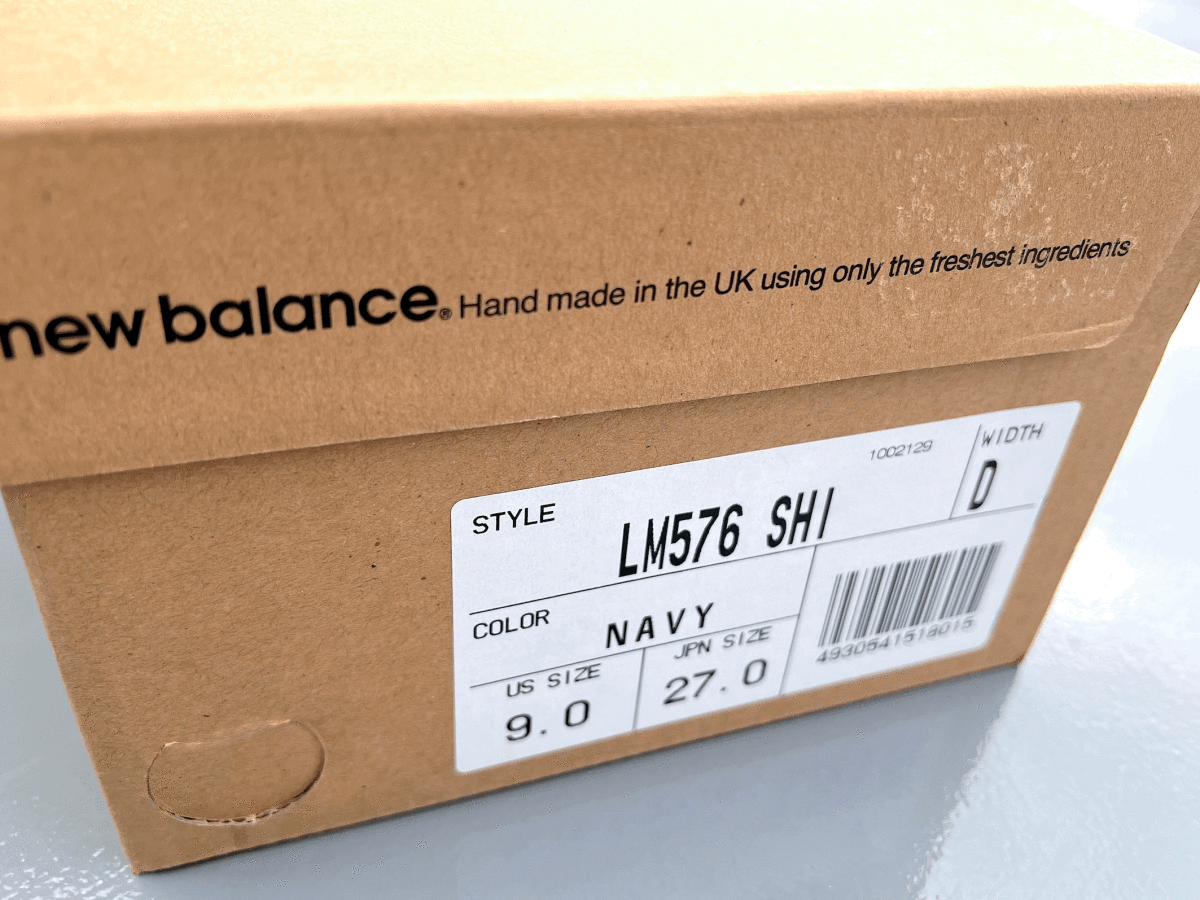 new balance® Hand made in the UK using only the freshest ingredients
STYLE
1002129
WIDTH
LM576 SHI
D
COLOR
NAVY
US SIZE
9.0
JPN SIZE
27.0
4930541518015